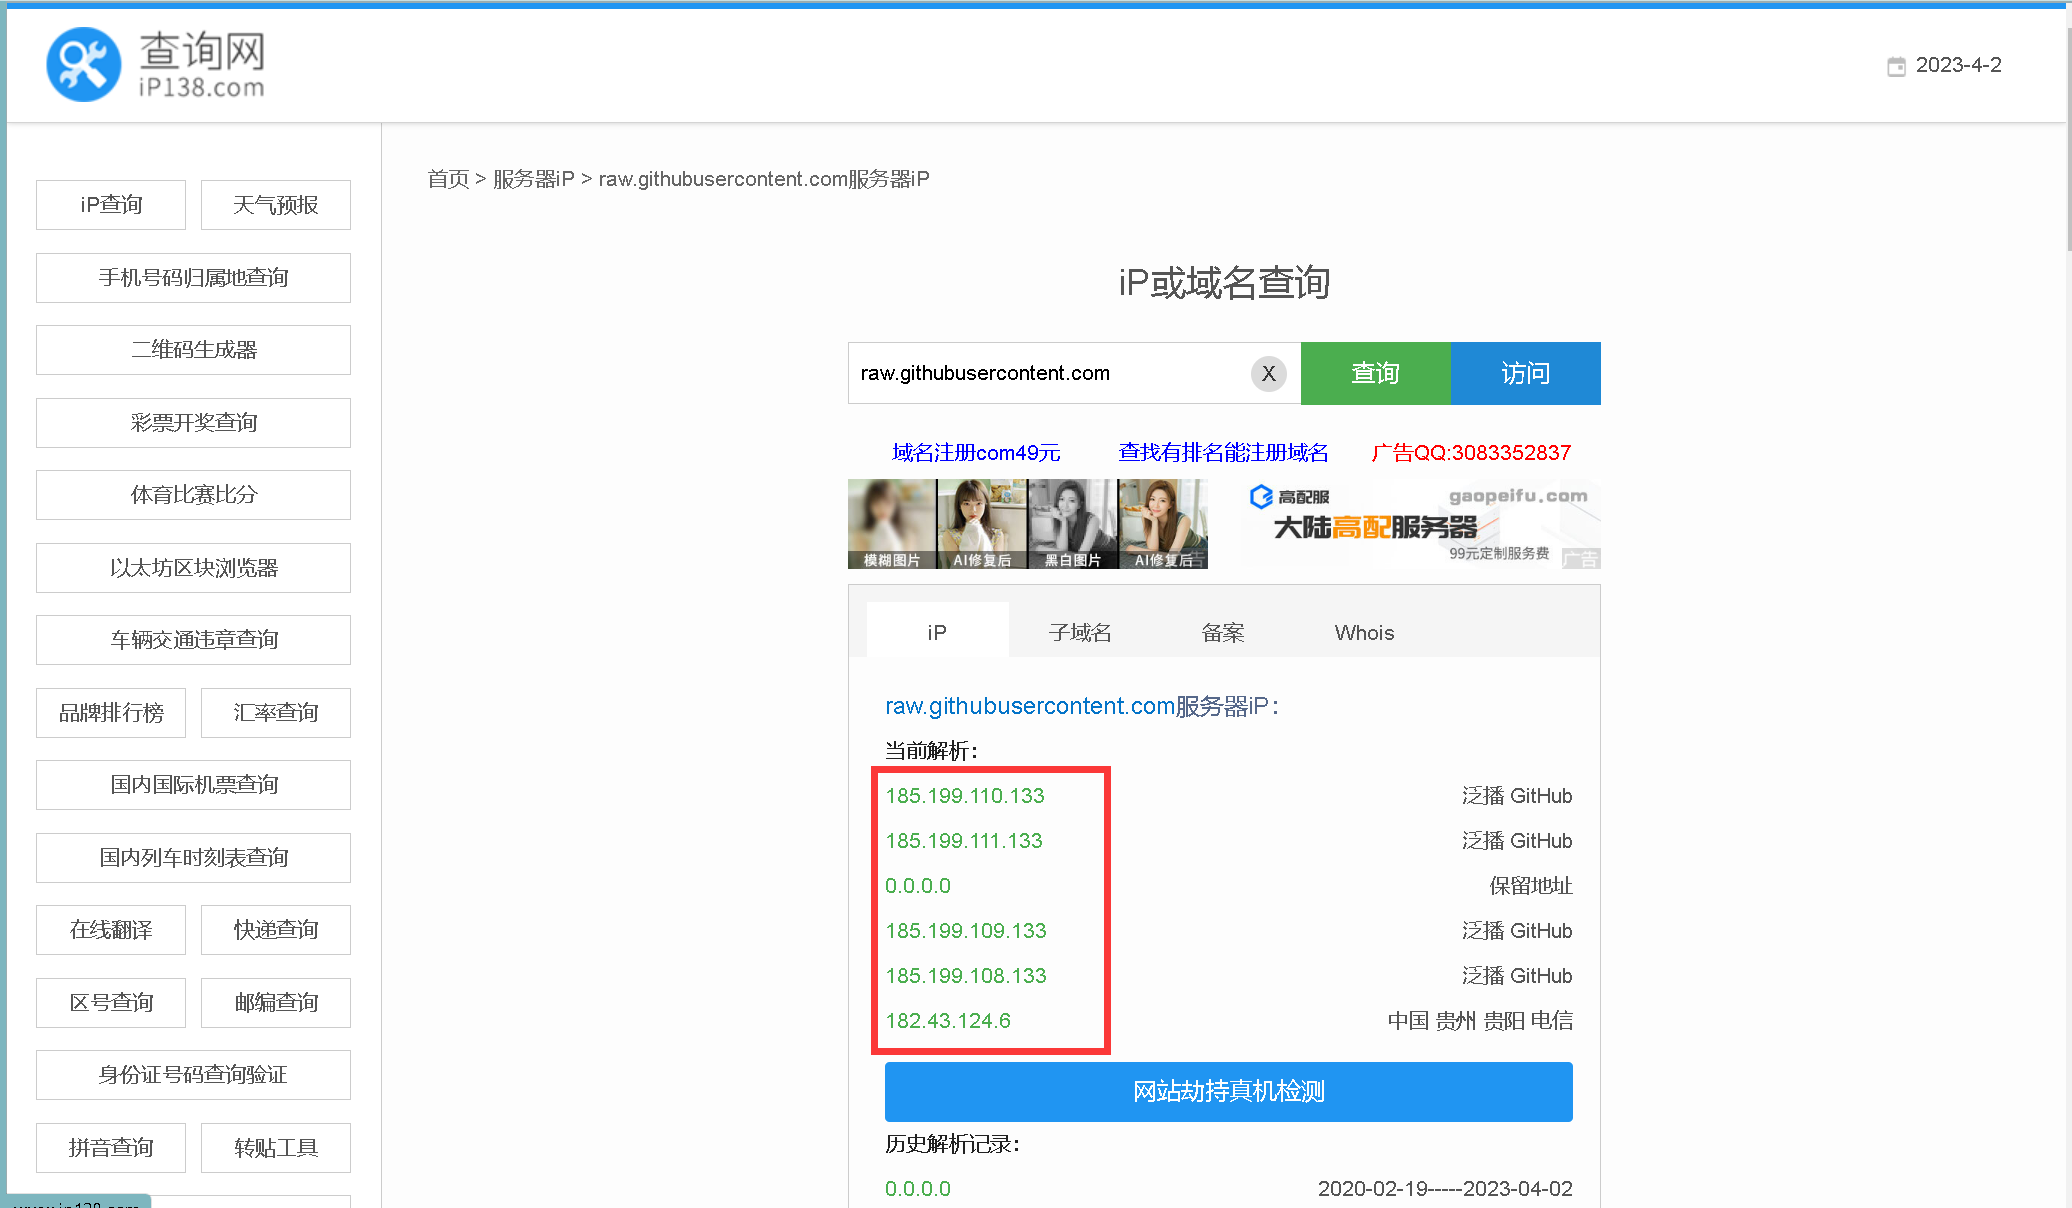 查询网
iP138.com
2023-4-2
首页 > 服务器iP > raw.githubusercontent.com服务器iP
iP查询 天气预报
手机号码归属地查询
二维码生成器
彩票开奖查询
体育比赛比分
以太坊区块浏览器
车辆交通违章查询
品牌排行榜 汇率查询
国内国际机票查询
国内列车时刻表查询
在线翻译 快递查询
区号查询 邮编查询
身份证号码查询验证
拼音查询 转贴工具
iP或域名查询
raw.githubusercontent.com X 查询 访问
域名注册com49元 查找有排名能注册域名 广告QQ:3083352837
模糊图片 AI修复后 黑白图片 AI修复后
高配服 gaopeifu.com
大陆高配服务器
99元定制服务费 广告
iP 子域名 备案 Whois
raw.githubusercontent.com服务器iP：
当前解析：
185.199.110.133 泛播 GitHub
185.199.111.133 泛播 GitHub
0.0.0.0 保留地址
185.199.109.133 泛播 GitHub
185.199.108.133 泛播 GitHub
182.43.124.6 中国 贵州 贵阳 电信
网站劫持真机检测
历史解析记录：
0.0.0.0 2020-02-19-----2023-04-02